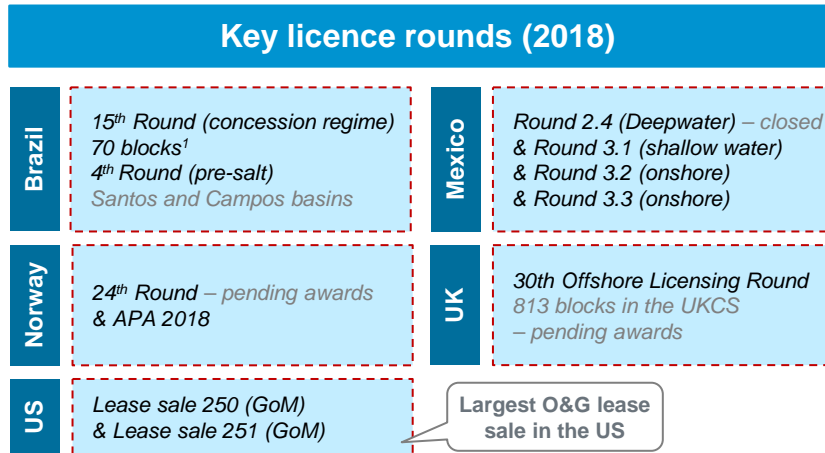 Key licence rounds (2018)
Brazil
15th Round (concession regime)
70 blocks1
4th Round (pre-salt)
Santos and Campos basins
Mexico
Round 2.4 (Deepwater) – closed
& Round 3.1 (shallow water)
& Round 3.2 (onshore)
& Round 3.3 (onshore)
Norway
24th Round – pending awards
& APA 2018
UK
30th Offshore Licensing Round
813 blocks in the UKCS
– pending awards
US
Lease sale 250 (GoM)
& Lease sale 251 (GoM)
Largest O&G lease
sale in the US